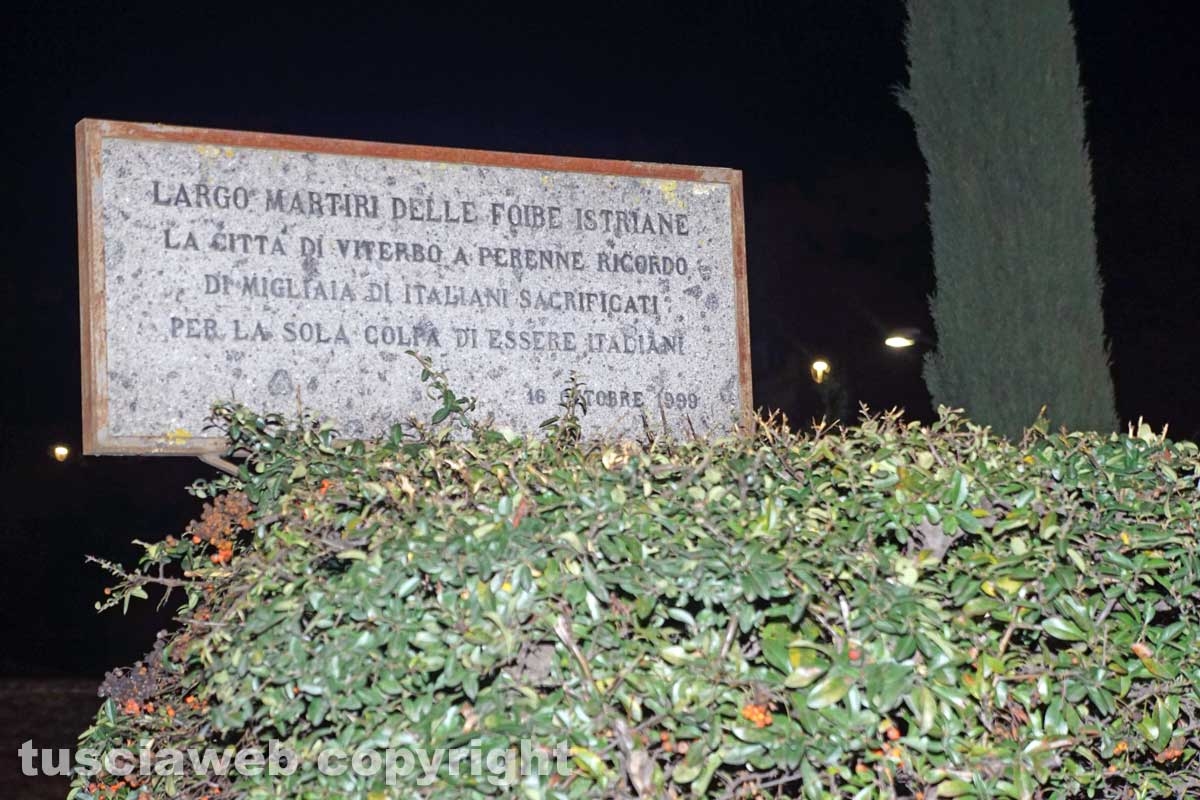 LARGO MARTIRI DELLE FOIBE ISTRIANE
LA CITTÀ DI VITERBO A PERENNE RICORDO
DI MIGLIAIA DI ITALIANI SACRIFICATI
PER LA SOLA COLPA DI ESSERE ITALIANI
16 OTTOBRE 1999
tusciaweb copyright